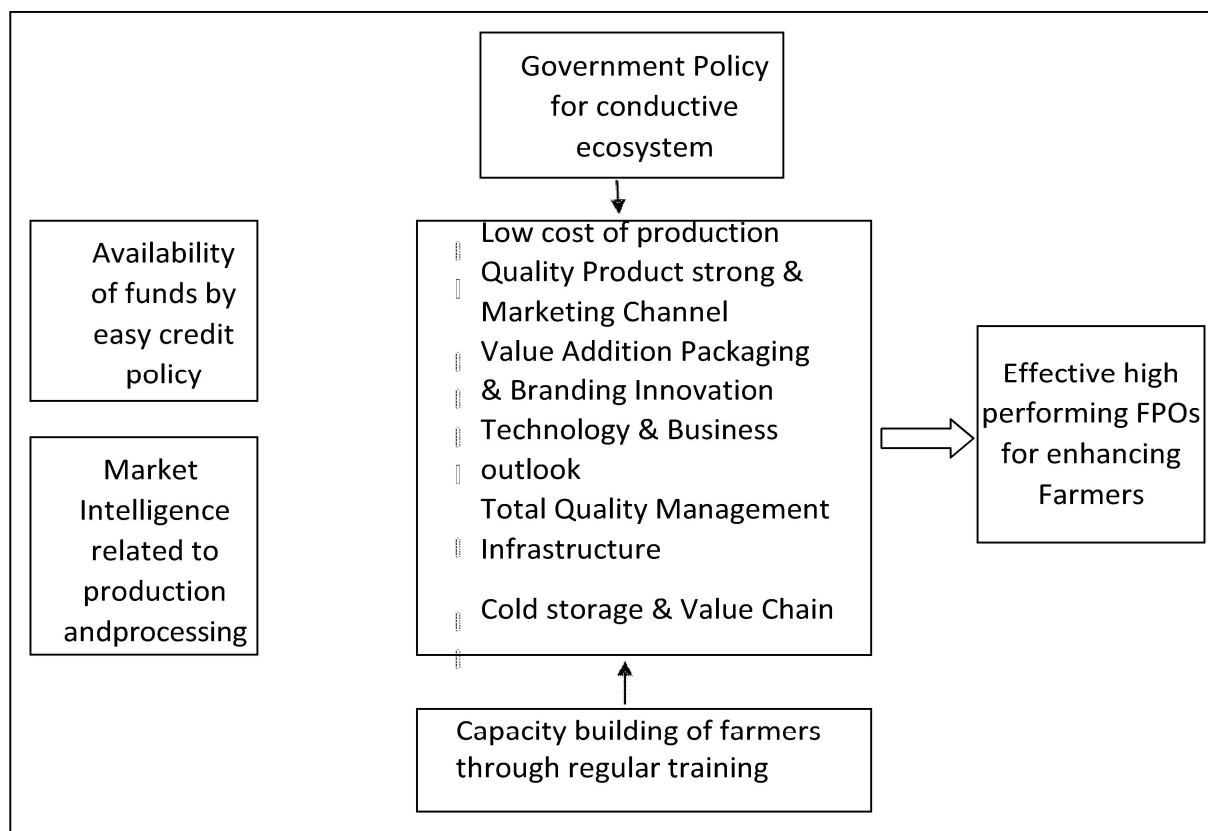 Government Policy
for conductive
ecosystem
Availability
of funds by
easy credit
policy
Market
Intelligence
related to
production
andprocessing
Low cost of production
Quality Product strong &
Marketing Channel
Value Addition Packaging
& Branding Innovation
Technology & Business
outlook
Total Quality Management
Infrastructure
Cold storage & Value Chain
Effective high
performing FPOs
for enhancing
Farmers
Capacity building of farmers
through regular training